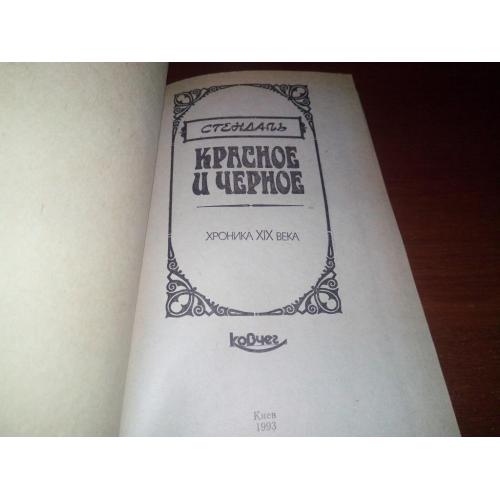 СТЕНДАЛЬ
КРАСНОЕ
И ЧЕРНОЕ
ХРОНИКА XIX ВЕКА
КОВЧЕГ
Киев
1993